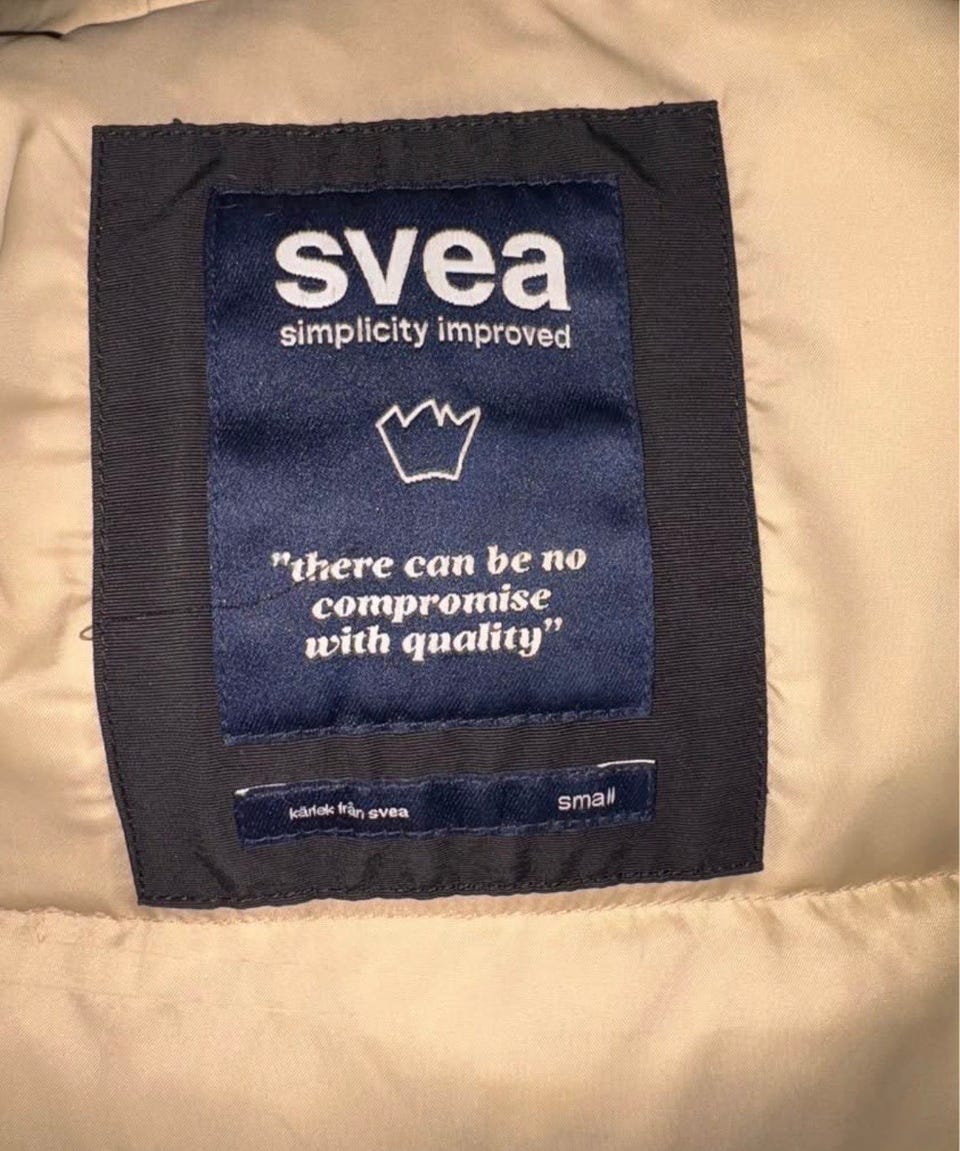 svea
simplicity improved
"there can be no
compromise
with quality”
kärlek från svea
small